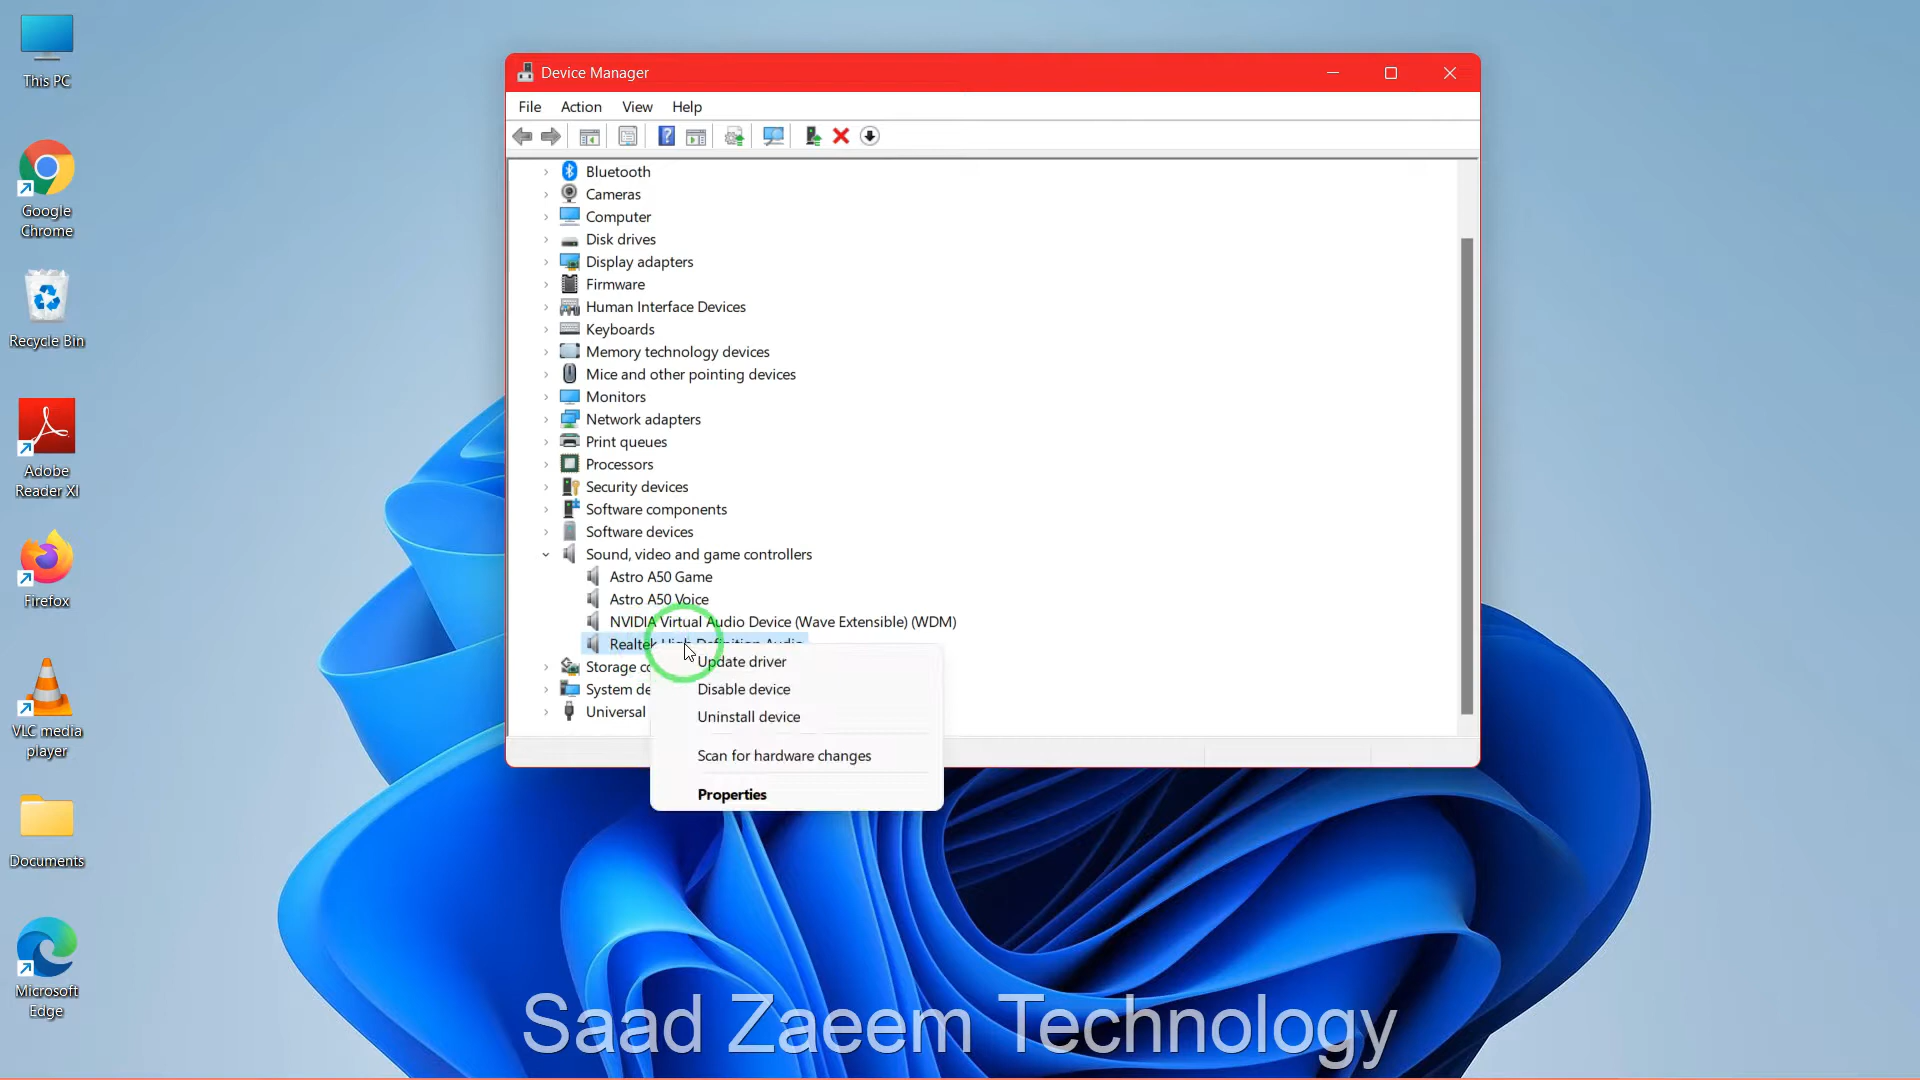 This PC
Google
Chrome
Recycle Bin
Adobe
Reader XI
Firefox
VLC media
player
Documents
Microsoft
Edge
Device Manager
File Action View Help
Bluetooth
Cameras
Computer
Disk drives
Display adapters
Firmware
Human Interface Devices
Keyboards
Memory technology devices
Mice and other pointing devices
Monitors
Network adapters
Print queues
Processors
Security devices
Software components
Software devices
Sound, video and game controllers
Astro A50 Game
Astro A50 Voice
NVIDIA Virtual Audio Device (Wave Extensible) (WDM)
Realtek High Definition Audio
Storage co
System de
Universal
Update driver
Disable device
Uninstall device
Scan for hardware changes
Properties
Saad Zaeem Technology